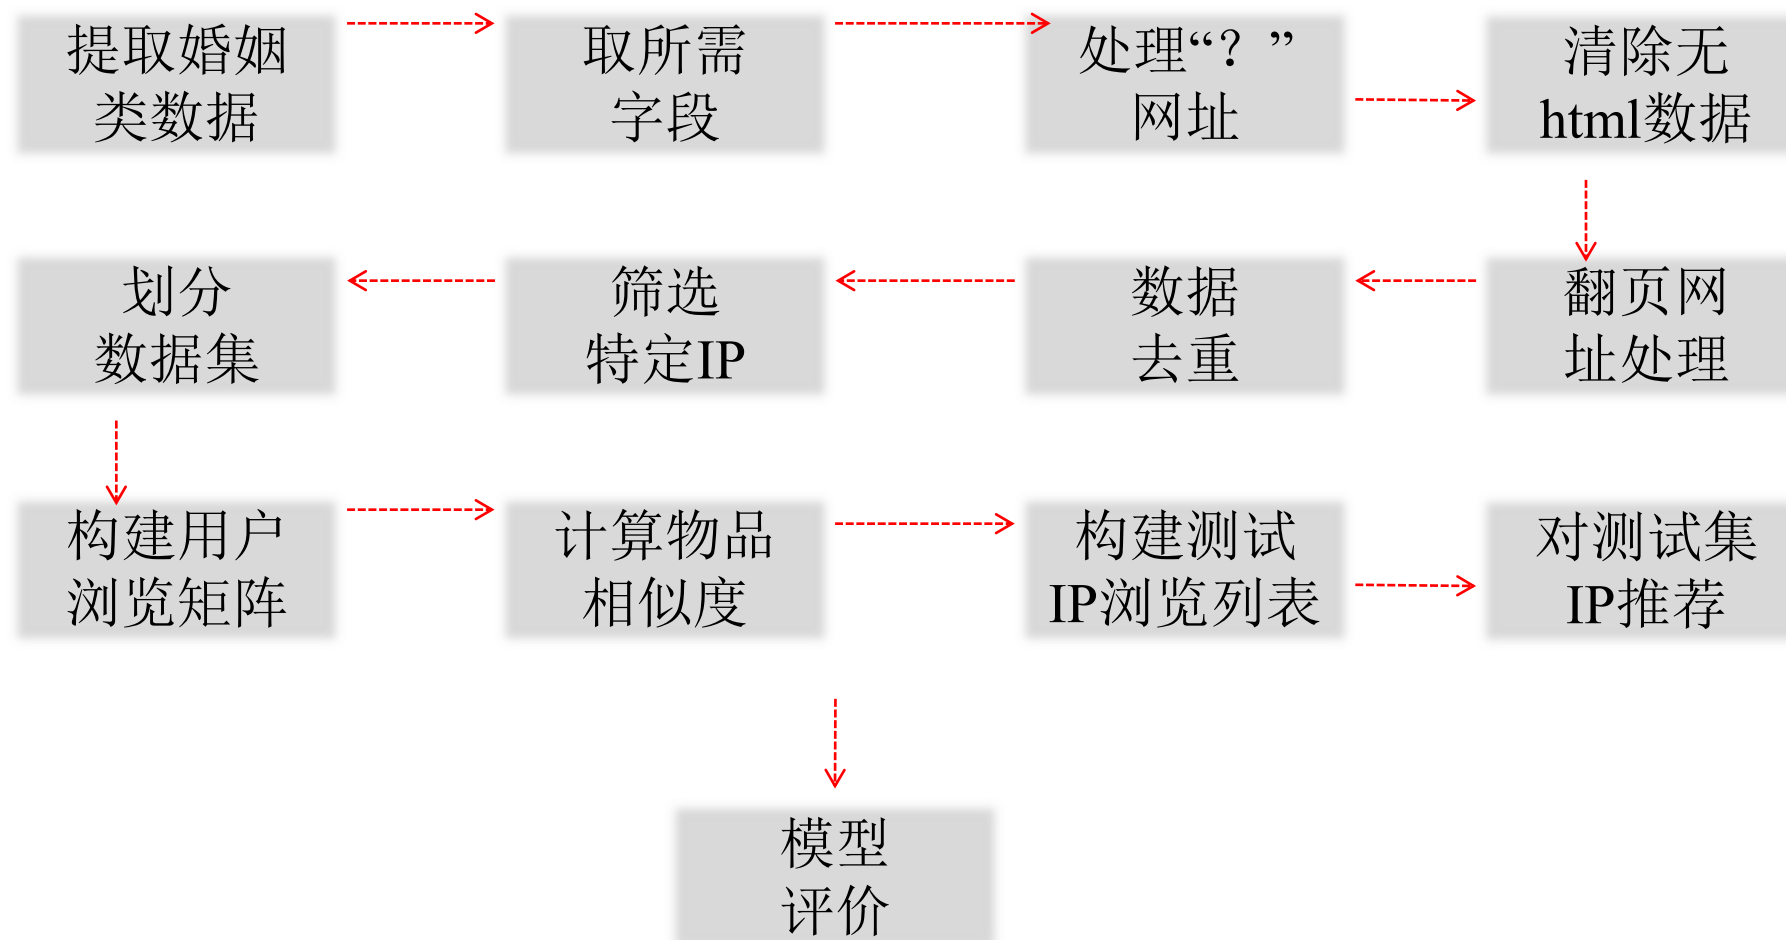 提取婚姻
类数据
取所需
字段
处理“？”
网址
清除无
html数据
翻页网
址处理
数据
去重
筛选
特定IP
划分
数据集
构建用户
浏览矩阵
计算物品
相似度
构建测试
IP浏览列表
对测试集
IP推荐
模型
评价